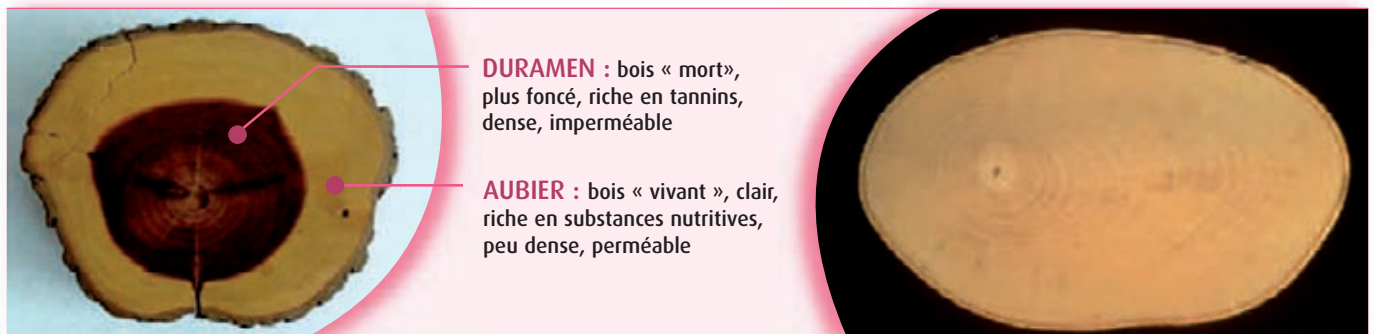 DURAMEN : bois « mort»,
plus foncé, riche en tannins,
dense, imperméable
AUBIER : bois « vivant », clair,
riche en substances nutritives,
peu dense, perméable